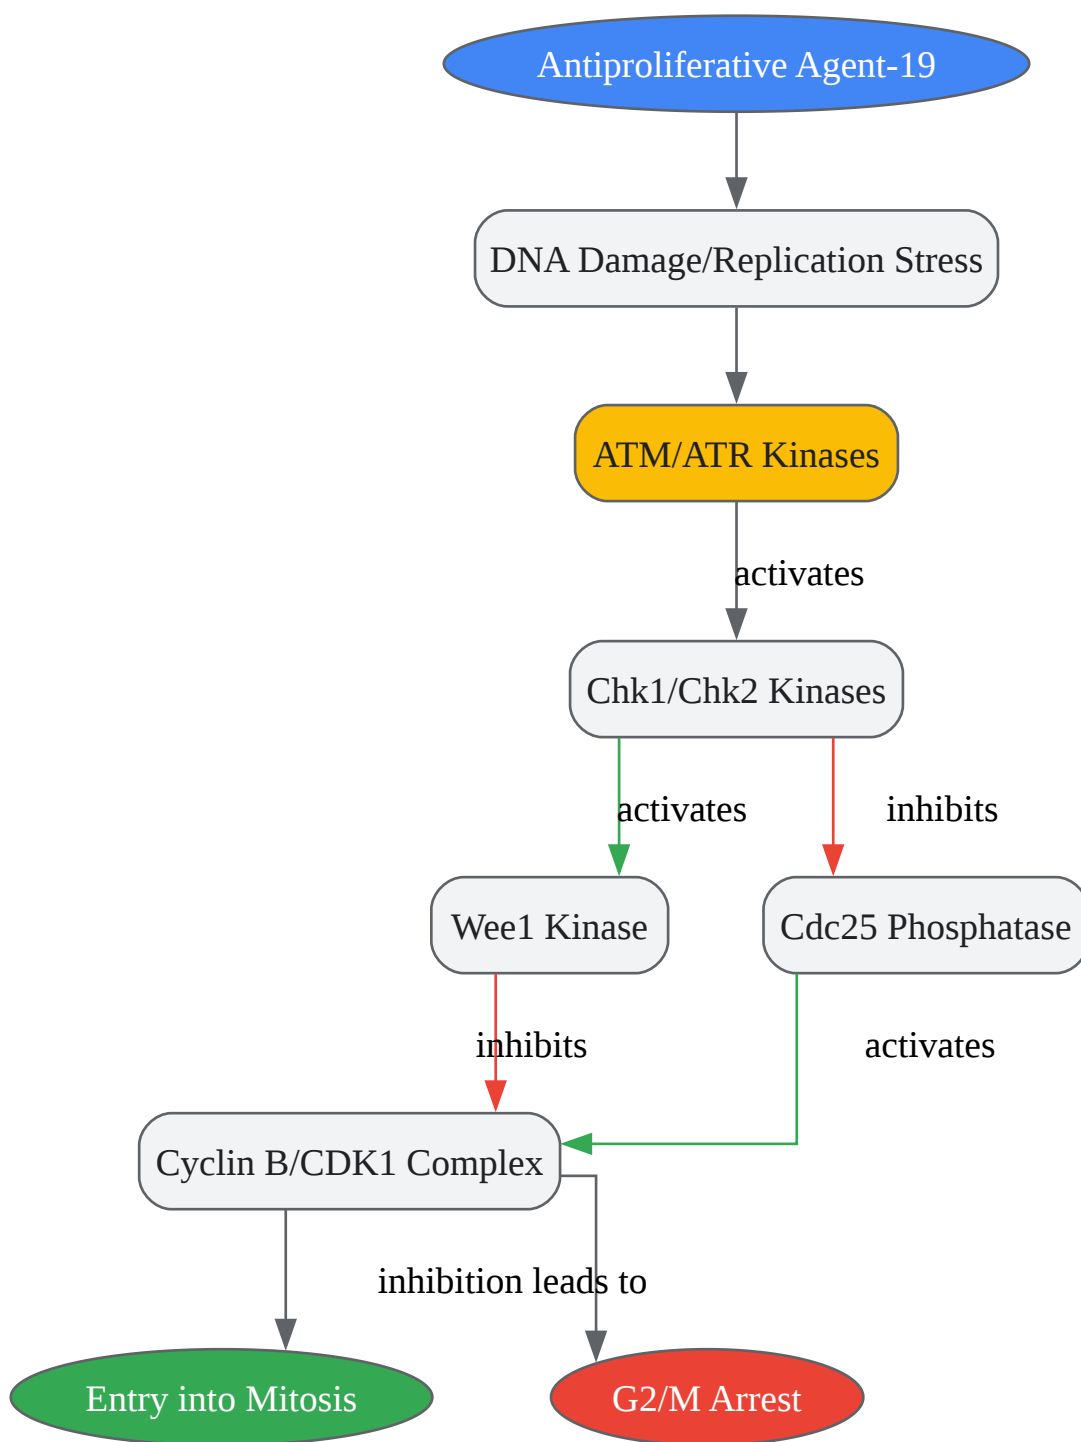 Antiproliferative Agent-19
DNA Damage/Replication Stress
ATM/ATR Kinases
activates
Chk1/Chk2 Kinases
activates
inhibits
Wee1 Kinase
Cdc25 Phosphatase
inhibits
activates
Cyclin B/CDK1 Complex
inhibition leads to
Entry into Mitosis
G2/M Arrest